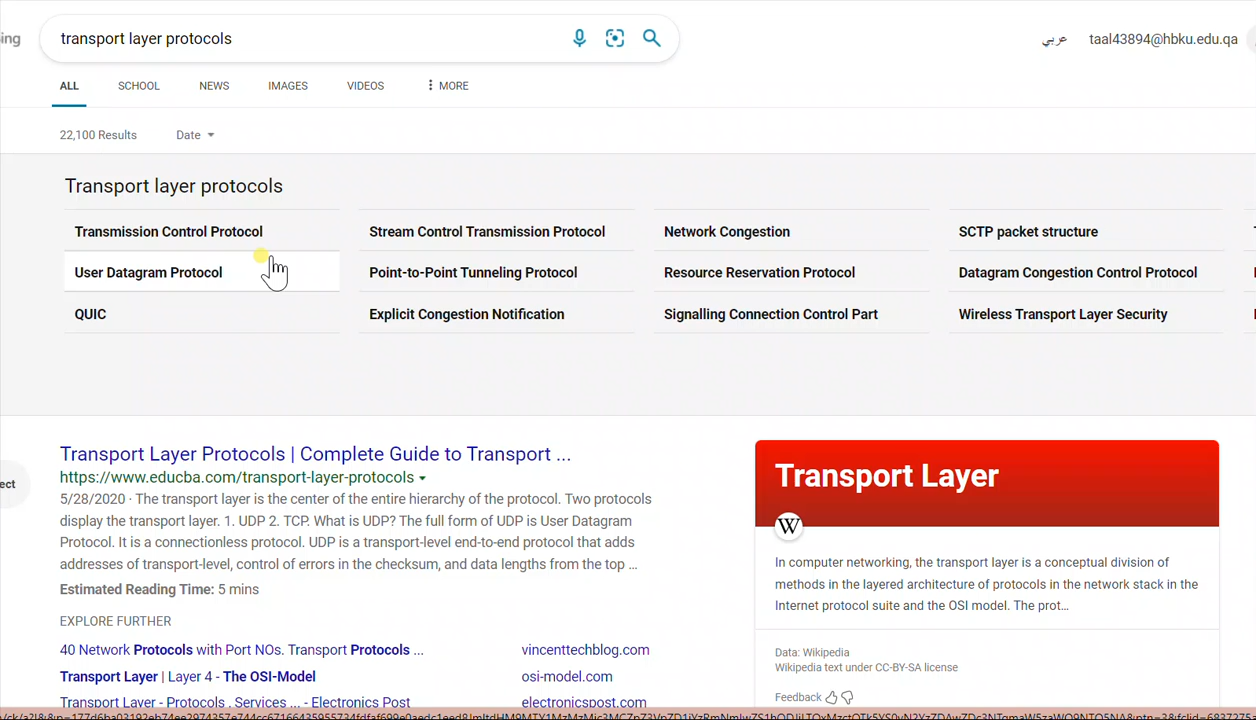 ing
transport layer protocols
عربي
taal43894@hbku.edu.qa
ALL
SCHOOL
NEWS
IMAGES
VIDEOS
MORE
22,100 Results
Date
Transport layer protocols
Transmission Control Protocol
Stream Control Transmission Protocol
Network Congestion
SCTP packet structure
User Datagram Protocol
Point-to-Point Tunneling Protocol
Resource Reservation Protocol
Datagram Congestion Control Protocol
QUIC
Explicit Congestion Notification
Signalling Connection Control Part
Wireless Transport Layer Security
ect
Transport Layer Protocols | Complete Guide to Transport ...
https://www.educba.com/transport-layer-protocols
5/28/2020 · The transport layer is the center of the entire hierarchy of the protocol. Two protocols
display the transport layer. 1. UDP 2. TCP. What is UDP? The full form of UDP is User Datagram
Protocol. It is a connectionless protocol. UDP is a transport-level end-to-end protocol that adds
addresses of transport-level, control of errors in the checksum, and data lengths from the top ...
Estimated Reading Time: 5 mins
EXPLORE FURTHER
40 Network Protocols with Port NOs. Transport Protocols ...
vincenttechblog.com
Transport Layer | Layer 4 - The OSI-Model
osi-model.com
Transport Layer - Protocols , Services ... - Electronics Post
electronicspost.com
Transport Layer
W
In computer networking, the transport layer is a conceptual division of
methods in the layered architecture of protocols in the network stack in the
Internet protocol suite and the OSI model. The prot...
Data: Wikipedia
Wikipedia text under CC-BY-SA license
Feedback